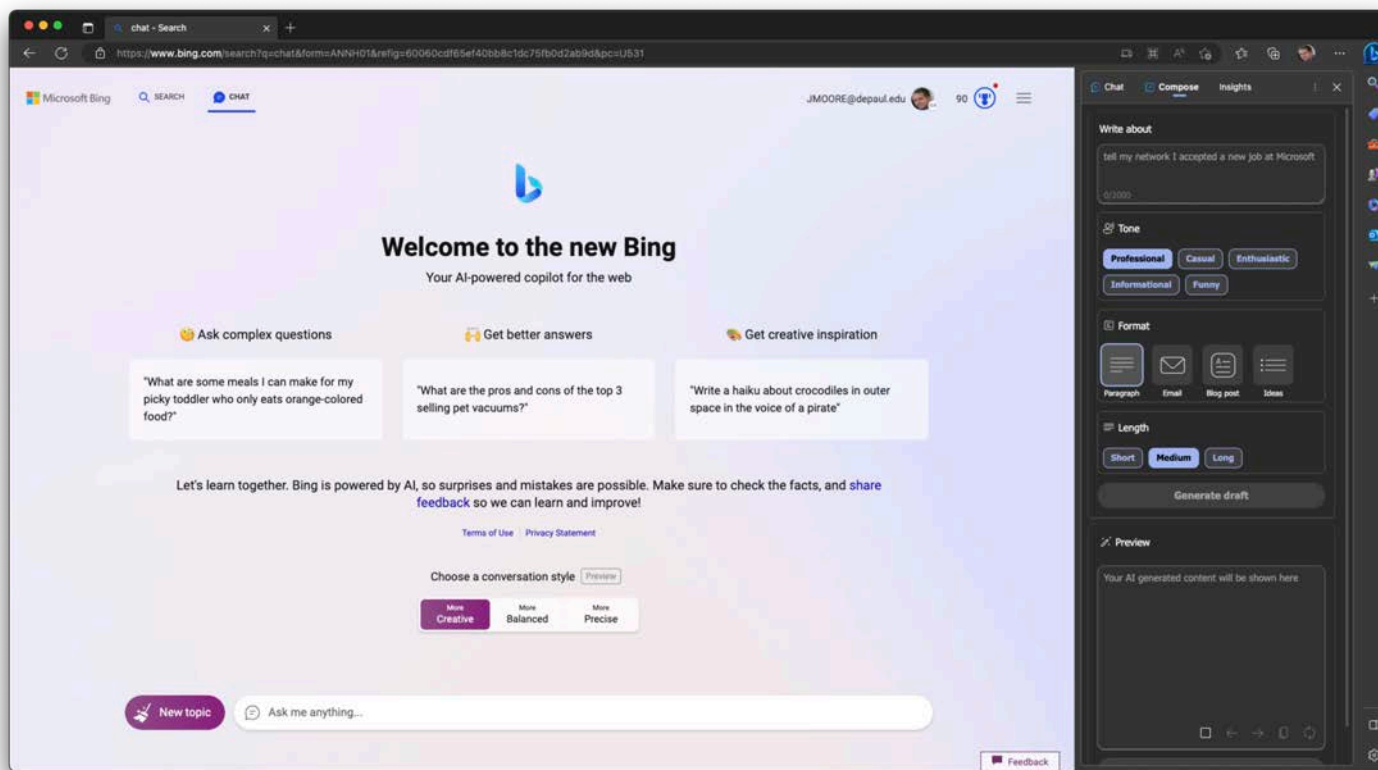 chat - Search
https://www.bing.com/search?q=chat&form=ANNH01&refig=60060cdf65ef40bb8c1dc75fb0d2ab9d&pc=U531
Microsoft Bing
SEARCH
CHAT
JMOORE@depaul.edu
90
Welcome to the new Bing
Your AI-powered copilot for the web
Ask complex questions
Get better answers
Get creative inspiration
"What are some meals I can make for my
picky toddler who only eats orange-colored
food?"
"What are the pros and cons of the top 3
selling pet vacuums?"
"Write a haiku about crocodiles in outer
space in the voice of a pirate"
Let's learn together. Bing is powered by AI, so surprises and mistakes are possible. Make sure to check the facts, and share
feedback so we can learn and improve!
Terms of Use
Privacy Statement
Choose a conversation style Preview
More Creative
More Balanced
More Precise
New topic
Ask me anything...
Feedback
Chat
Compose
Insights
Write about
tell my network I accepted a new job at Microsoft
0/2000
Tone
Professional
Casual
Enthusiastic
Informational
Funny
Format
Paragraph
Email
Blog post
Ideas
Length
Short
Medium
Long
Generate draft
Preview
Your AI generated content will be shown here